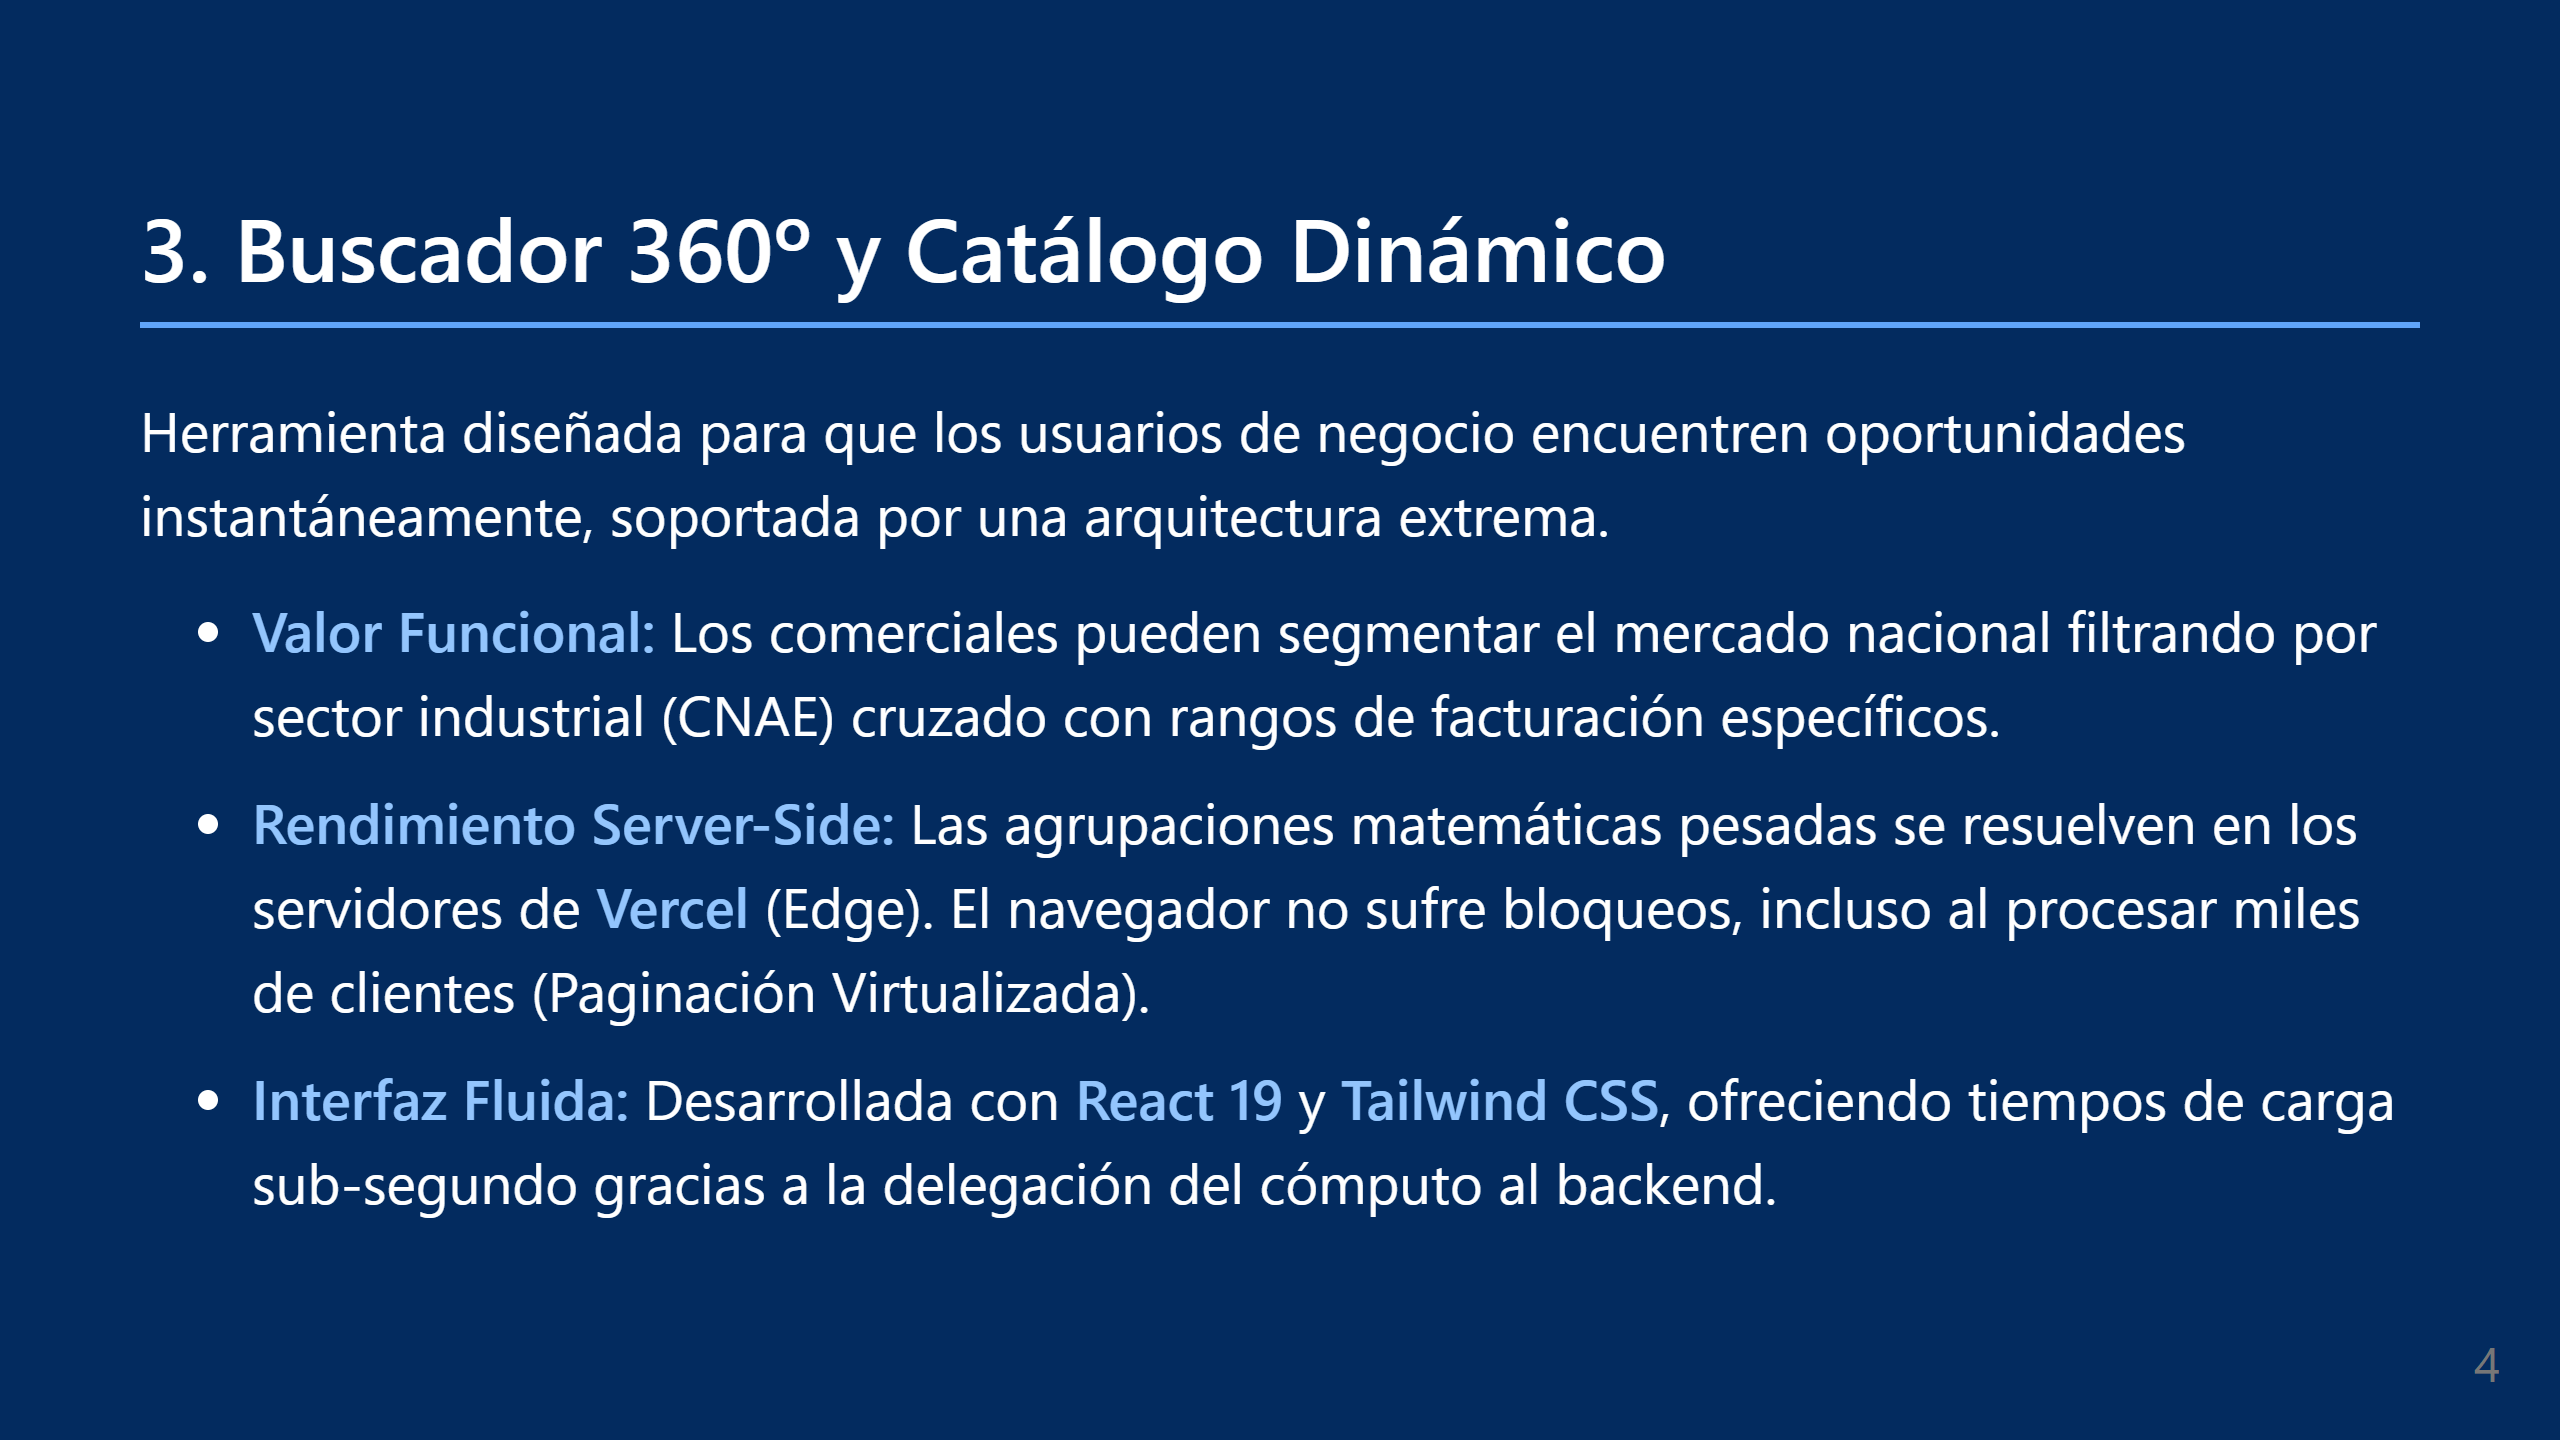 3. Buscador 360º y Catálogo Dinámico
Herramienta diseñada para que los usuarios de negocio encuentren oportunidades
instantáneamente, soportada por una arquitectura extrema.
• Valor Funcional: Los comerciales pueden segmentar el mercado nacional filtrando por
sector industrial (CNAE) cruzado con rangos de facturación específicos.
• Rendimiento Server-Side: Las agrupaciones matemáticas pesadas se resuelven en los
servidores de Vercel (Edge). El navegador no sufre bloqueos, incluso al procesar miles
de clientes (Paginación Virtualizada).
• Interfaz Fluida: Desarrollada con React 19 y Tailwind CSS, ofreciendo tiempos de carga
sub-segundo gracias a la delegación del cómputo al backend.
4